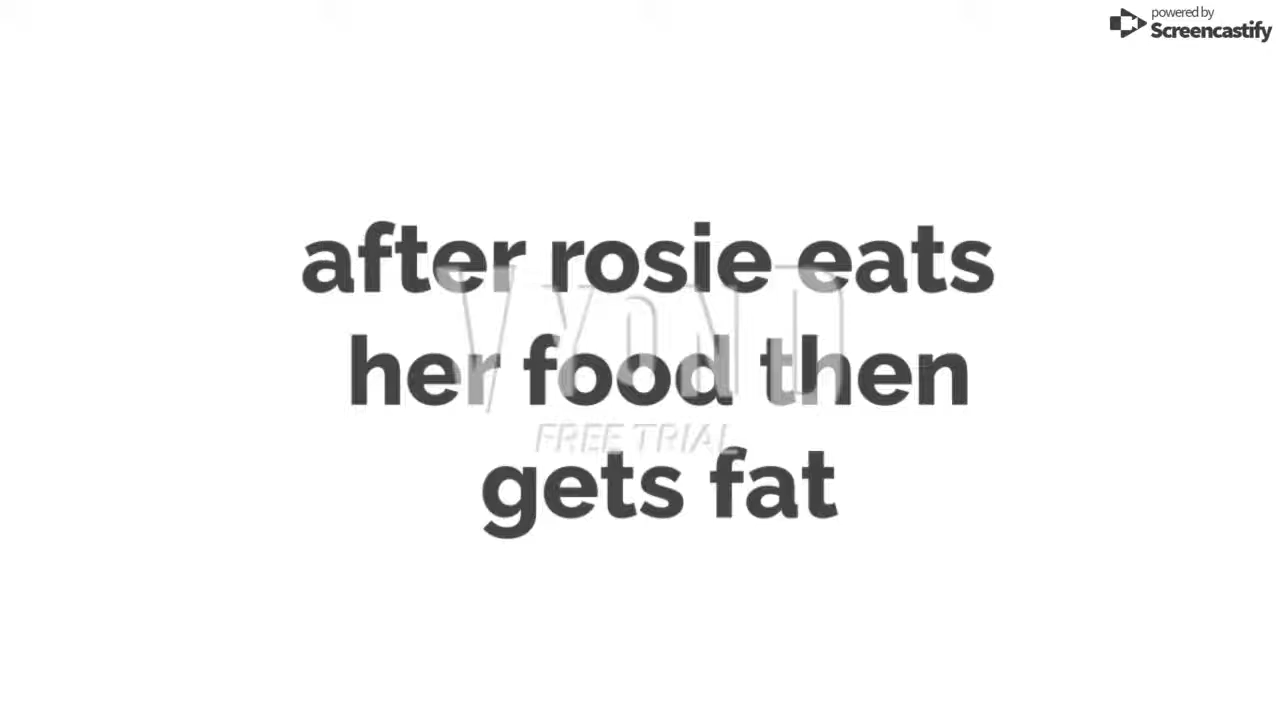 powered by
Screencastify
after rosie eats
her food then
gets fat
VYOND
FREE TRIAL